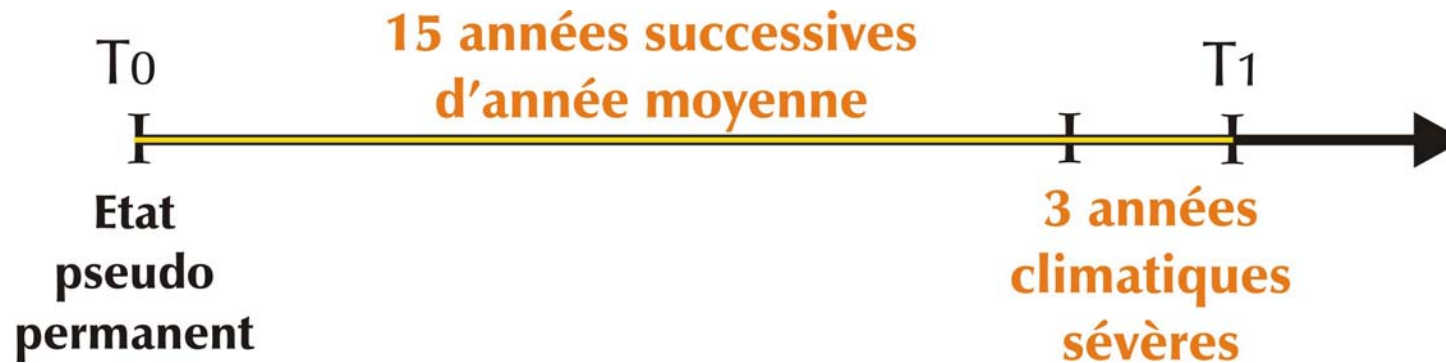 T0
15 années successives
d'année moyenne
T1
Etat
pseudo
permanent
3 années
climatiques
sévères